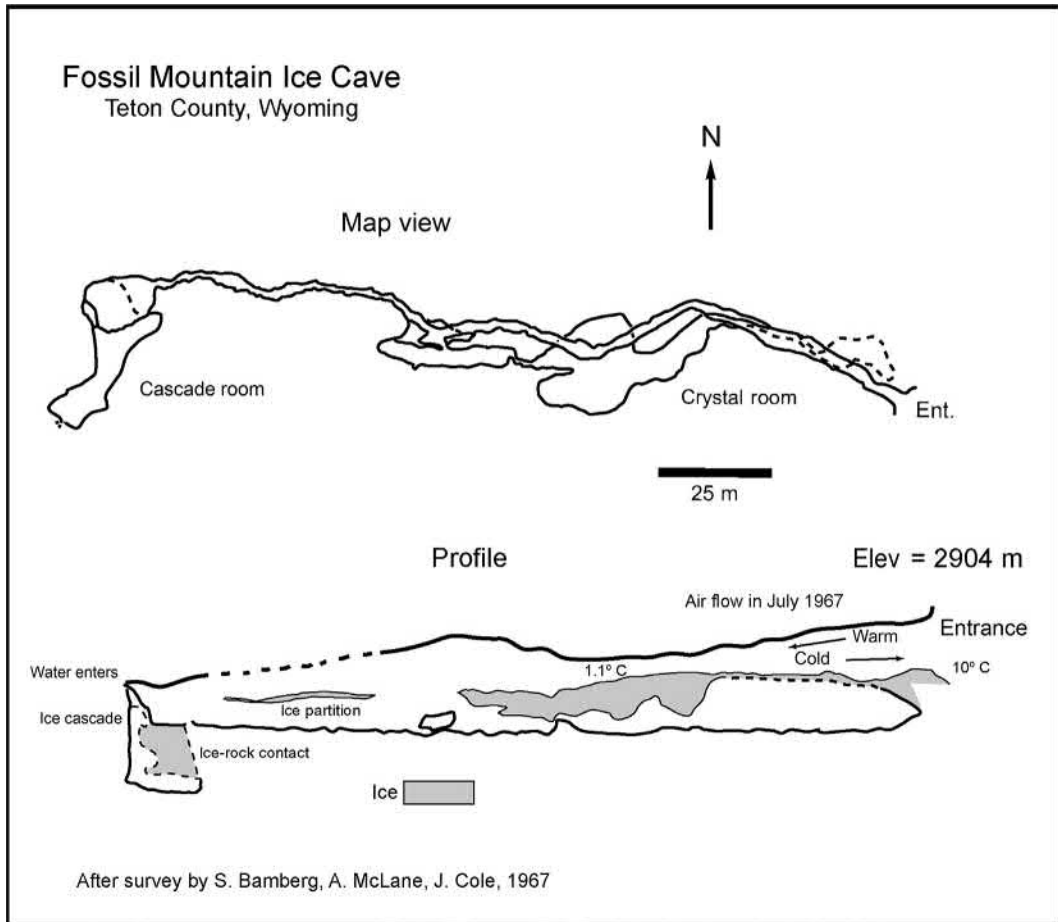 Fossil Mountain Ice Cave
Teton County, Wyoming
N
Map view
Cascade room
Crystal room
Ent.
25 m
Profile
Elev = 2904 m
Air flow in July 1967
Entrance
Warm
Cold
1.1º C
10º C
Water enters
Ice cascade
Ice partition
Ice-rock contact
Ice
After survey by S. Bamberg, A. McLane, J. Cole, 1967